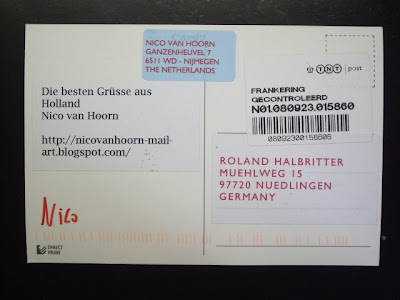 NICO VAN HOORN
GANZENHEUVEL 7
6511 WD - NIJMEGEN
THE NETHERLANDS
Die besten Grüsse aus
Holland
Nico van Hoorn
http://nicovanhoorn-mail-
art.blogspot.com/
Nico
DIRECT
PRINT
TNT post
FRANKERING
GECONTROLEERD
N01.080923.015860
08092300158606
ROLAND HALBRITTER
MUEHLWEG 15
97720 NUEDLINGEN
GERMANY